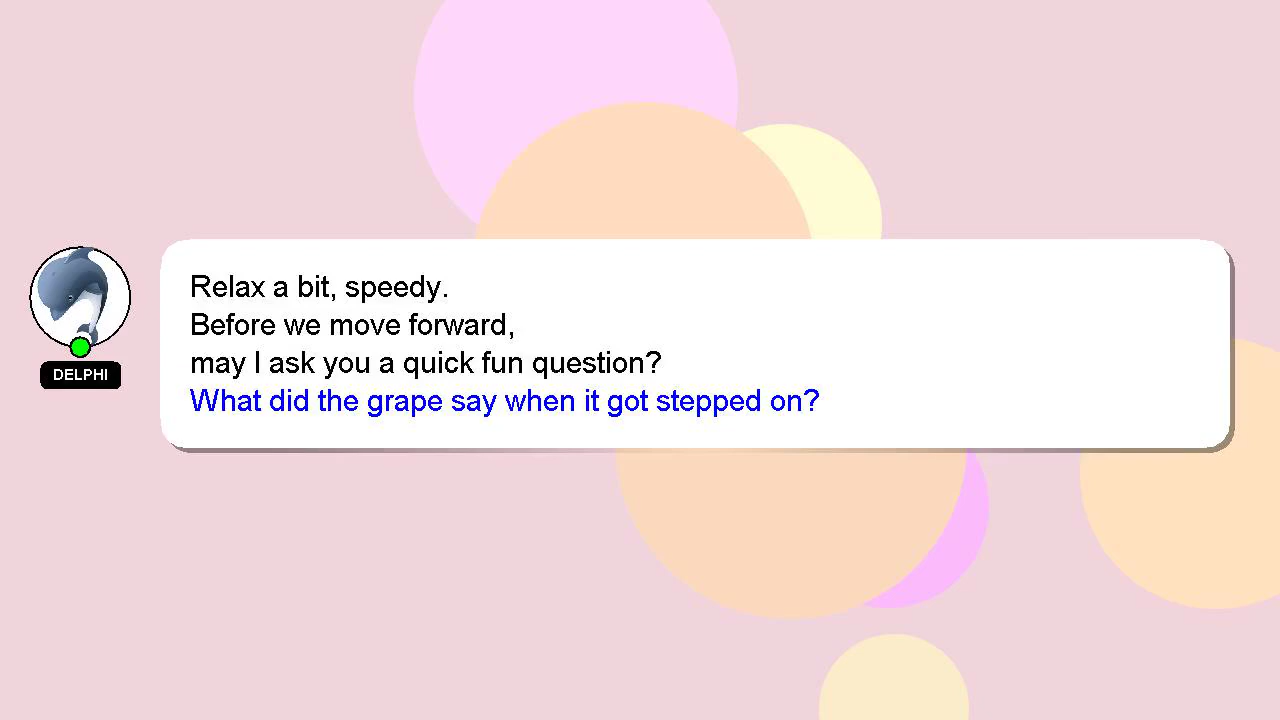 Relax a bit, speedy.
Before we move forward,
may I ask you a quick fun question?
What did the grape say when it got stepped on?
DELPHI